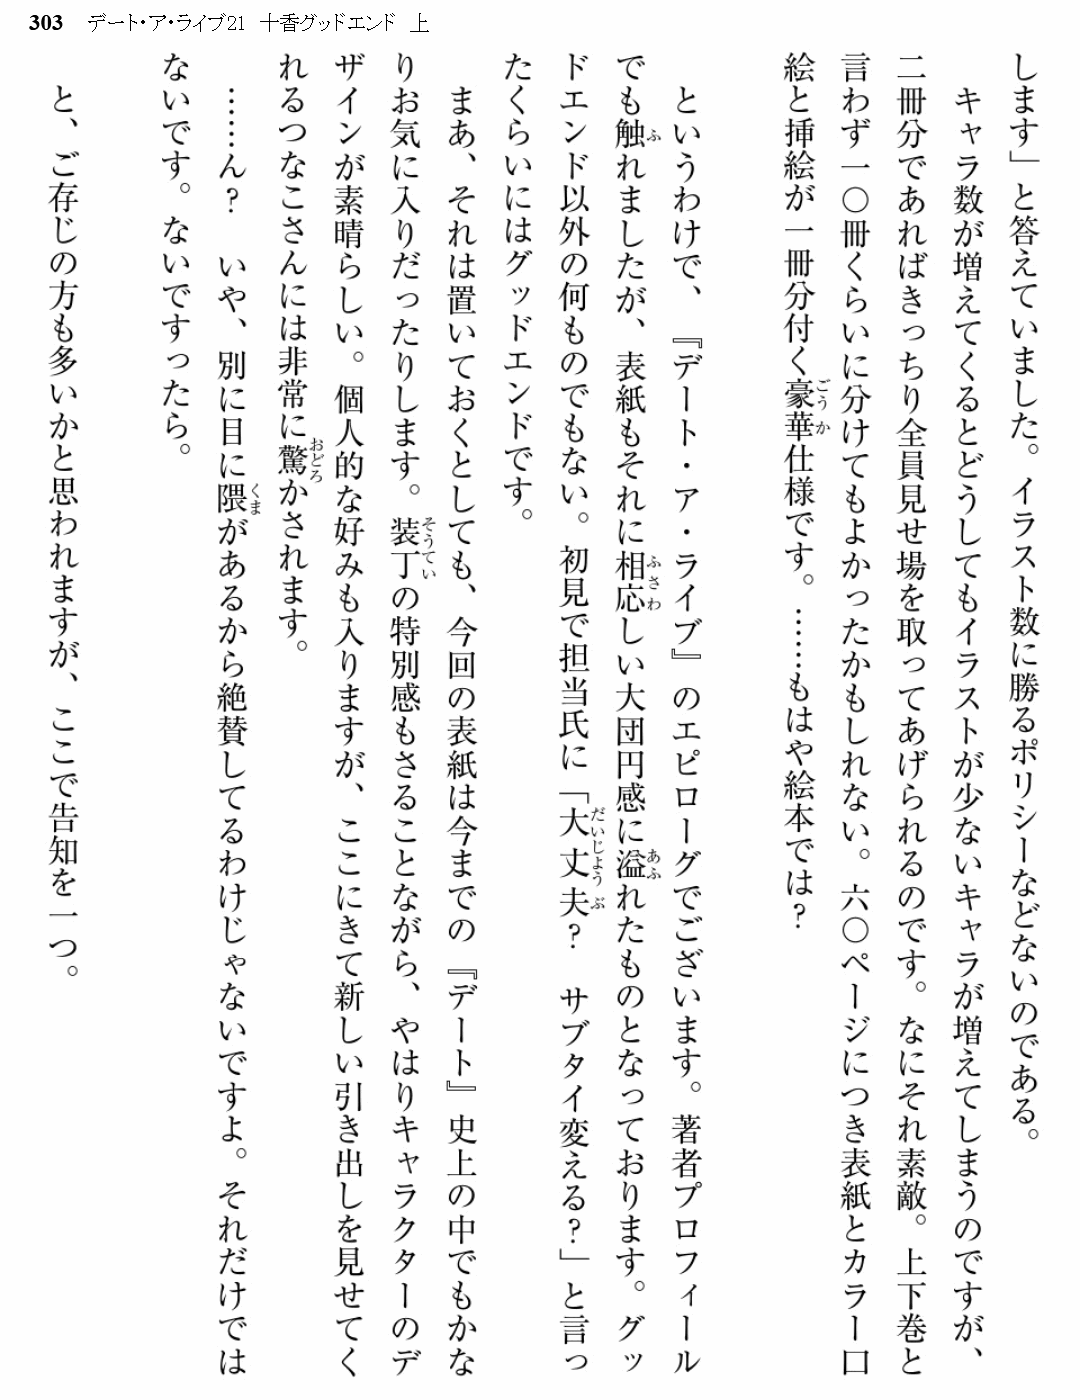 303 デート・ア・ライブ21 十香グッドエンド 上
します」と答えていました。イラスト数に勝るポリシーなどないのである。
　キャラ数が増えてくるとどうしてもイラストが少ないキャラが増えてしまうのですが、
二冊分であればきっちり全員見せ場を取ってあげられるのです。なにそれ素敵。上下巻と
言わず一〇冊くらいに分けてもよかったかもしれない。六〇ページにつき表紙とカラー口
絵と挿絵が一冊分付く豪華仕様です。……もはや絵本では？
　というわけで、『デート・ア・ライブ』のエピローグでございます。著者プロフィール
でも触れましたが、表紙もそれに相応しい大団円感に溢れたものとなっております。グッ
ドエンド以外の何ものでもない。初見で担当氏に「大丈夫？　サブタイ変える？」と言っ
たくらいにはグッドエンドです。
　まあ、それは置いておくとしても、今回の表紙は今までの『デート』史上の中でもかな
りお気に入りだったりします。装丁の特別感もさることながら、やはりキャラクターのデ
ザインが素晴らしい。個人的な好みも入りますが、ここにきて新しい引き出しを見せてく
れるつなこさんには非常に驚かされます。
　……ん？　いや、別に目に隈があるから絶賛してるわけじゃないですよ。それだけでは
ないです。ないですったら。
　と、ご存じの方も多いかと思われますが、ここで告知を一つ。